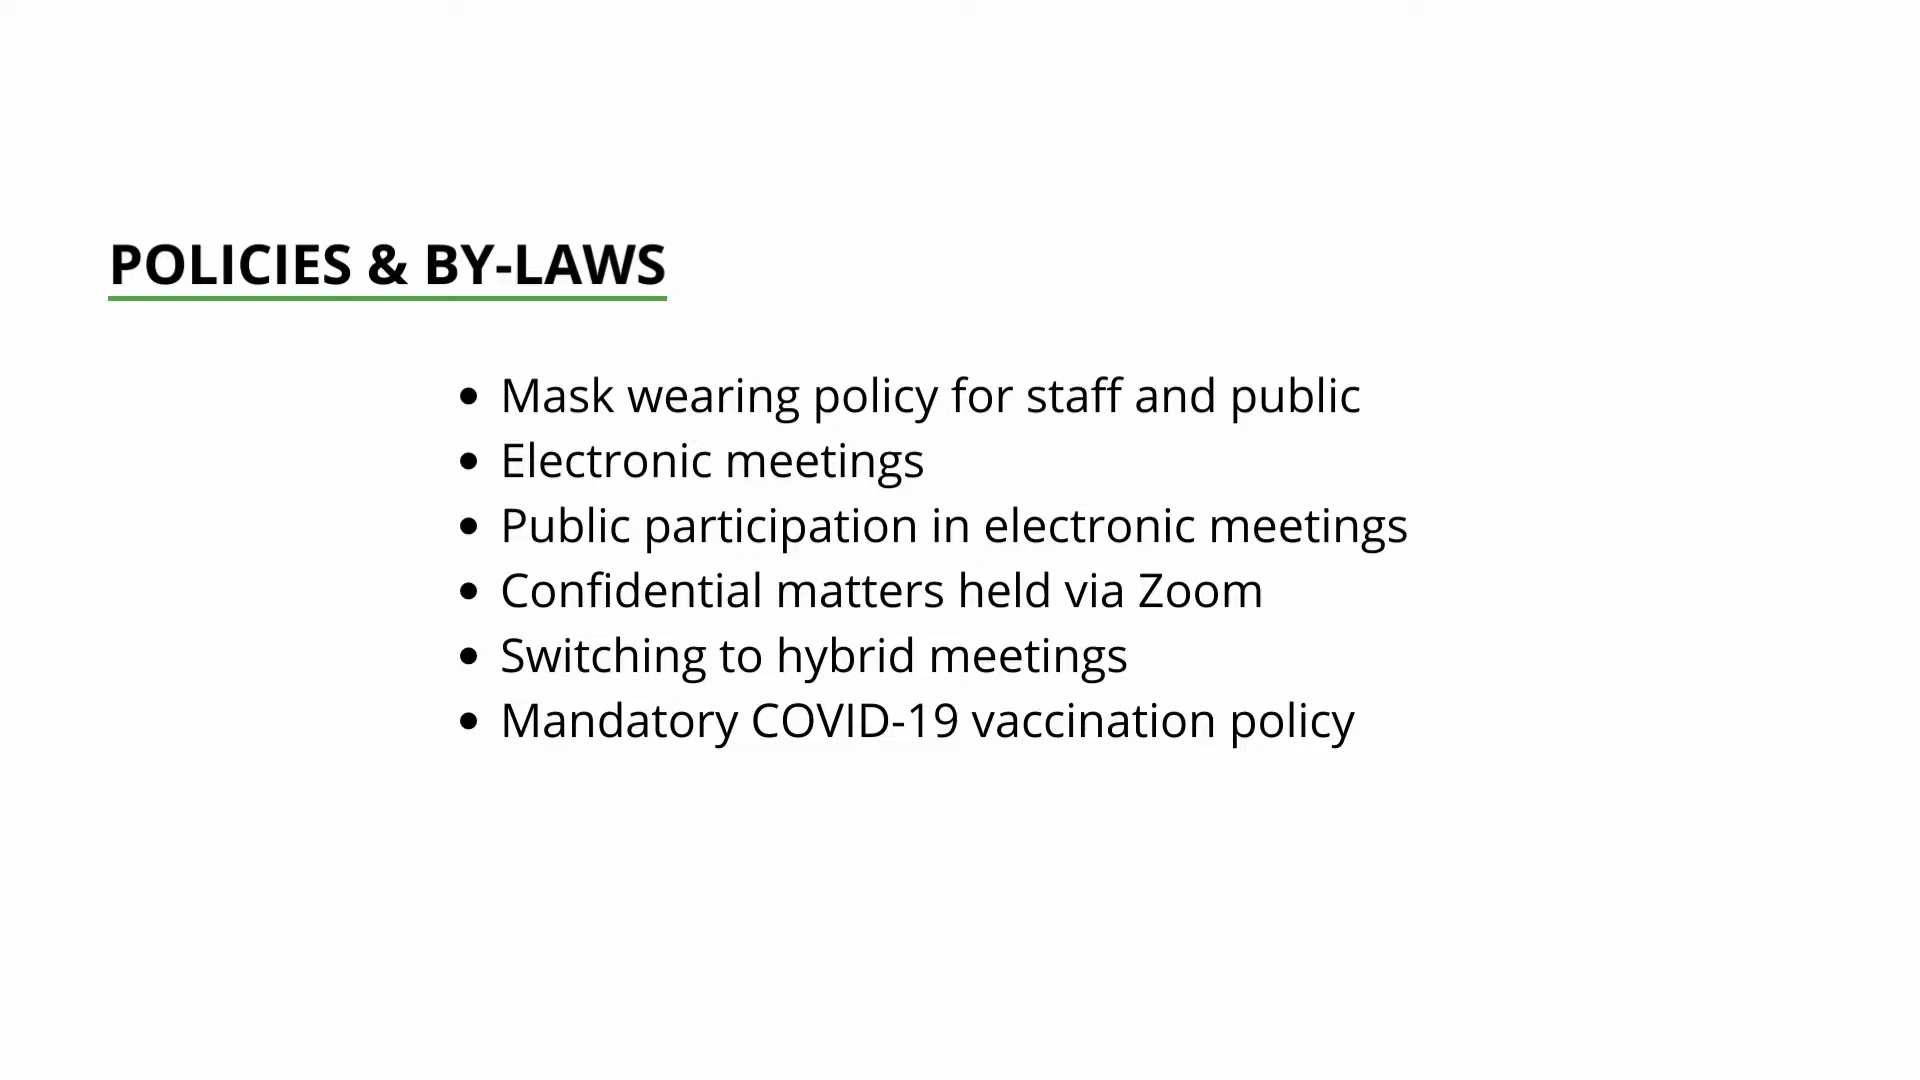 POLICIES & BY-LAWS
• Mask wearing policy for staff and public
• Electronic meetings
• Public participation in electronic meetings
• Confidential matters held via Zoom
• Switching to hybrid meetings
• Mandatory COVID-19 vaccination policy